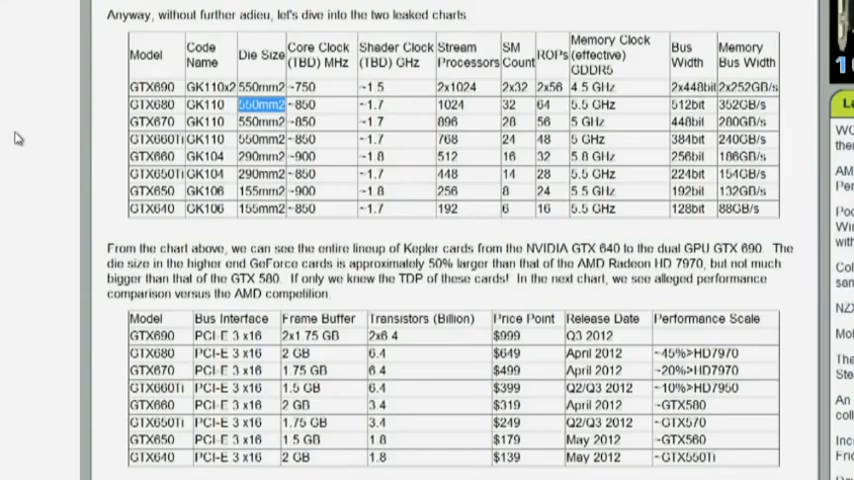 Anyway, without further adieu, let's dive into the two leaked charts
Model Code Name Die Size Core Clock (TBD) MHz Shader Clock (TBD) GHz Stream Processors SM Count ROPs Memory Clock (effective) GDDR5 Bus Width Memory Bus Width
GTX690 GK110x2 550mm2 ~750 ~1.5 2x1024 2x32 2x56 4.5 GHz 2x448bit 2x252GB/s
GTX680 GK110 550mm2 ~850 ~1.7 1024 32 64 5.5 GHz 512bit 352GB/s
GTX670 GK110 550mm2 ~850 ~1.7 896 28 56 5 GHz 448bit 280GB/s
GTX660Ti GK110 550mm2 ~850 ~1.7 768 24 48 5 GHz 384bit 240GB/s
GTX660 GK104 290mm2 ~900 ~1.8 512 16 32 5.8 GHz 256bit 186GB/s
GTX650Ti GK104 290mm2 ~850 ~1.7 448 14 28 5.5 GHz 224bit 154GB/s
GTX650 GK106 155mm2 ~900 ~1.8 256 8 24 5.5 GHz 192bit 132GB/s
GTX640 GK106 155mm2 ~850 ~1.7 192 6 16 5.5 GHz 128bit 88GB/s
From the chart above, we can see the entire lineup of Kepler cards from the NVIDIA GTX 640 to the dual GPU GTX 690. The
die size in the higher end GeForce cards is approximately 50% larger than that of the AMD Radeon HD 7970, but not much
bigger than that of the GTX 580. If only we knew the TDP of these cards! In the next chart, we see alleged performance
comparison versus the AMD competition.
Model Bus Interface Frame Buffer Transistors (Billion) Price Point Release Date Performance Scale
GTX690 PCI-E 3 x16 2x1.75 GB 2x6.4 $999 Q3 2012
GTX680 PCI-E 3 x16 2 GB 6.4 $649 April 2012 ~45%>HD7970
GTX670 PCI-E 3 x16 1.75 GB 6.4 $499 April 2012 ~20%>HD7970
GTX660Ti PCI-E 3 x16 1.5 GB 6.4 $399 Q2/Q3 2012 ~10%>HD7950
GTX660 PCI-E 3 x16 2 GB 3.4 $319 April 2012 ~GTX580
GTX650Ti PCI-E 3 x16 1.75 GB 3.4 $249 Q2/Q3 2012 ~GTX570
GTX650 PCI-E 3 x16 1.5 GB 1.8 $179 May 2012 ~GTX560
GTX640 PCI-E 3 x16 2 GB 1.8 $139 May 2012 ~GTX550Ti